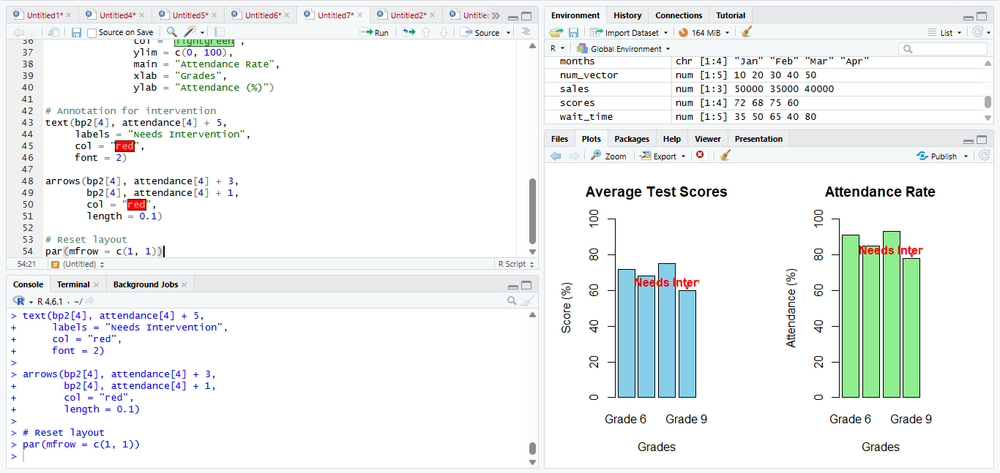 Untitled1* Untitled4* Untitled5* Untitled6* Untitled7* Untitled2*
Source on Save Run Source
36 col = "lightgreen",
37 ylim = c(0, 100),
38 main = "Attendance Rate",
39 xlab = "Grades",
40 ylab = "Attendance (%)")
41
42 # Annotation for intervention
43 text(bp2[4], attendance[4] + 5,
44 labels = "Needs Intervention",
45 col = "red",
46 font = 2)
47
48 arrows(bp2[4], attendance[4] + 3,
49 bp2[4], attendance[4] + 1,
50 col = "red",
51 length = 0.1)
52
53 # Reset layout
54 par(mfrow = c(1, 1))
54:21 # (Untitled) R Script
Console Terminal Background Jobs
R R 4.6.1 · ~/
> text(bp2[4], attendance[4] + 5,
+ labels = "Needs Intervention",
+ col = "red",
+ font = 2)
>
> arrows(bp2[4], attendance[4] + 3,
+ bp2[4], attendance[4] + 1,
+ col = "red",
+ length = 0.1)
>
> # Reset layout
> par(mfrow = c(1, 1))
>
Environment History Connections Tutorial
Import Dataset 164 MiB List
R Global Environment
months chr [1:4] "Jan" "Feb" "Mar" "Apr"
num_vector num [1:5] 10 20 30 40 50
sales num [1:3] 50000 35000 40000
scores num [1:4] 72 68 75 60
wait_time num [1:5] 35 50 65 40 80
Files Plots Packages Help Viewer Presentation
Zoom Export Publish
Average Test Scores
Score (%)
100
80
60
40
20
0
Needs Inter
Grade 6 Grade 9
Grades
Attendance Rate
Attendance (%)
100
80
60
40
20
0
Needs Inter
Grade 6 Grade 9
Grades